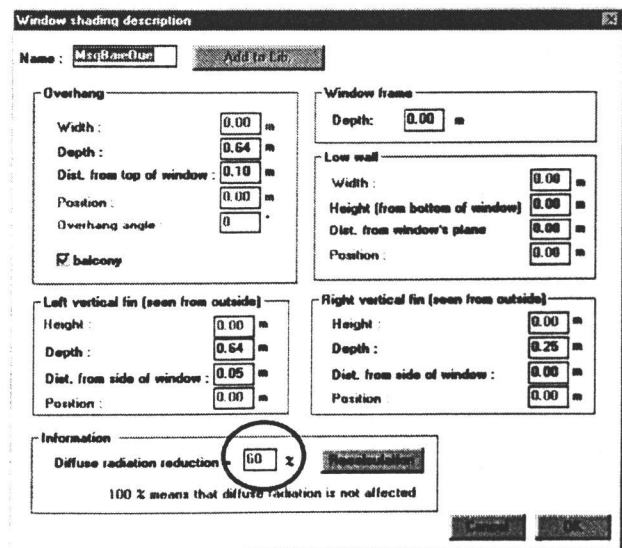 Window shading description
Name : MsqBaieOue Add to Lib.
Overhang
Width : 0.00 m
Depth : 0.64 m
Dist. from top of window : 0.10 m
Position : 0.00 m
Overhang angle : 0 °
balcony
Window frame
Depth: 0.00 m
Low wall
Width : 0.00 m
Height (from bottom of window) 0.00 m
Dist. from window's plane 0.00 m
Position : 0.00 m
Left vertical fin (seen from outside)
Height : 0.00 m
Depth : 0.64 m
Dist. from side of window : 0.05 m
Position : 0.00 m
Right vertical fin (seen from outside)
Height : 0.00 m
Depth : 0.25 m
Dist. from side of window : 0.00 m
Position : 0.00 m
Information
Diffuse radiation reduction = 60 %
100 % means that diffuse radiation is not affected
Cancel OK